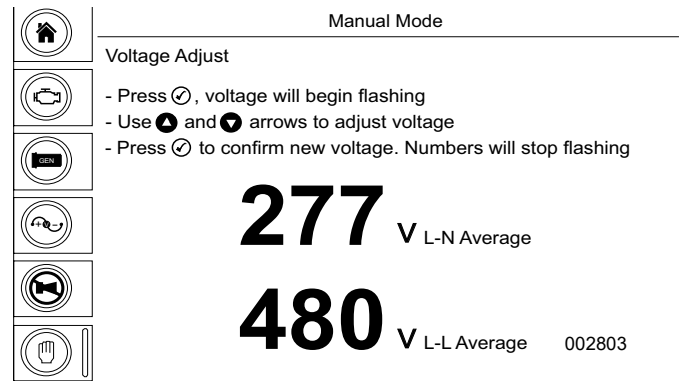 Manual Mode
Voltage Adjust
- Press ✓, voltage will begin flashing
- Use ▲ and ▼ arrows to adjust voltage
- Press ✓ to confirm new voltage. Numbers will stop flashing
GEN
277 V L-N Average
480 V L-L Average
002803